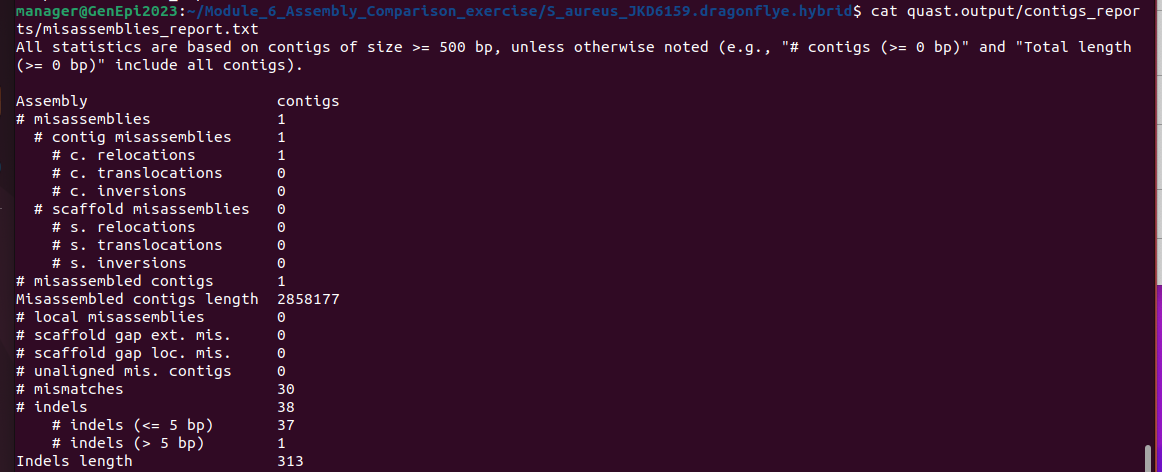 manager@GenEpi2023:~/Module_6_Assembly_Comparison_exercise/S_aureus_JKD6159.dragonflye.hybrid$ cat quast.output/contigs_repor
ts/misassemblies_report.txt
All statistics are based on contigs of size >= 500 bp, unless otherwise noted (e.g., "# contigs (>= 0 bp)" and "Total length
(>= 0 bp)" include all contigs).

Assembly                      contigs
# misassemblies               1
  # contig misassemblies      1
    # c. relocations          1
    # c. translocations       0
    # c. inversions           0
  # scaffold misassemblies    0
    # s. relocations          0
    # s. translocations       0
    # s. inversions           0
# misassembled contigs        1
Misassembled contigs length   2858177
# local misassemblies         0
# scaffold gap ext. mis.      0
# scaffold gap loc. mis.      0
# unaligned mis. contigs      0
# mismatches                  30
# indels                      38
    # indels (<= 5 bp)        37
    # indels (> 5 bp)         1
Indels length                 313